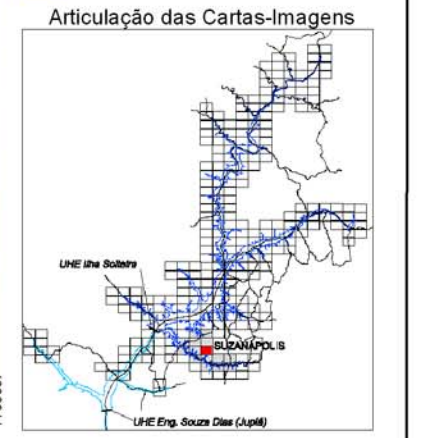 Articulação das Cartas-Imagens
UHE Ilha Solteira
SUZANÁPOLIS
UHE Eng. Souza Dias (Jupiá)